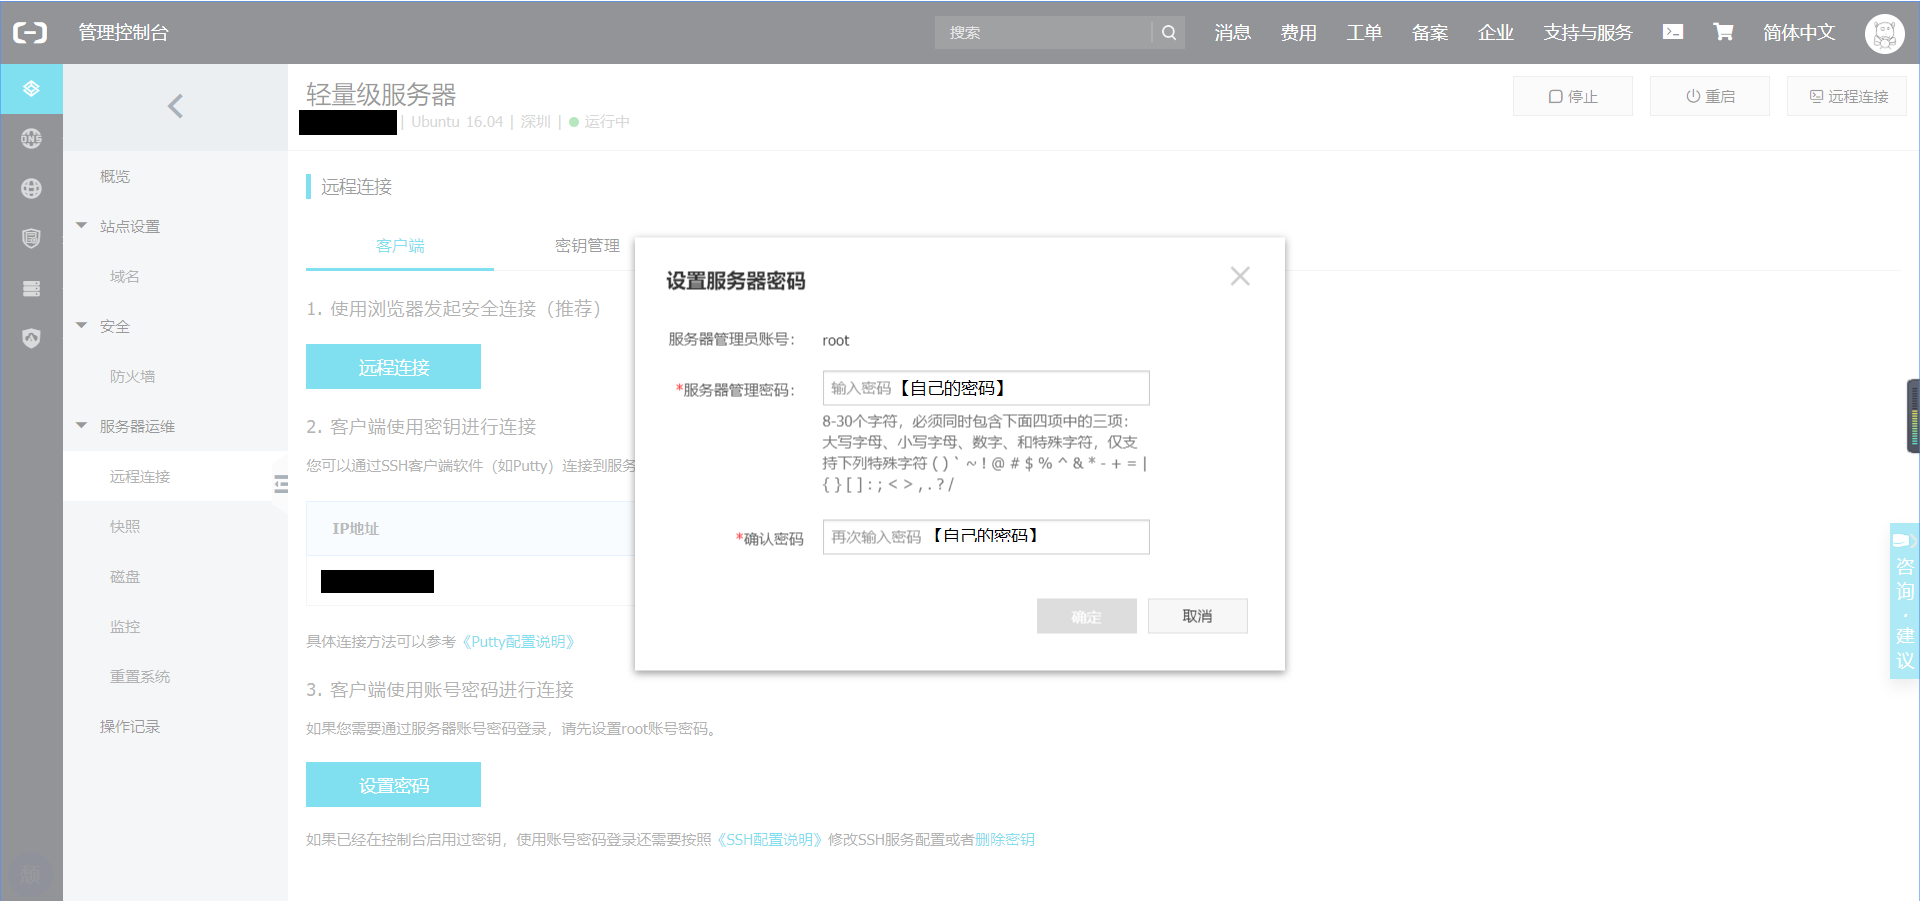 管理控制台
搜索
消息
费用
工单
备案
企业
支持与服务
简体中文
轻量级服务器
| Ubuntu 16.04 | 深圳 | 运行中
停止
重启
远程连接
DNS
概览
站点设置
域名
安全
防火墙
服务器运维
远程连接
快照
磁盘
监控
重置系统
操作记录
远程连接
客户端
密钥管理
1. 使用浏览器发起安全连接（推荐）
远程连接
2. 客户端使用密钥进行连接
您可以通过SSH客户端软件（如Putty）连接到服务
IP地址
具体连接方法可以参考《Putty配置说明》
3. 客户端使用账号密码进行连接
如果您需要通过服务器账号密码登录，请先设置root账号密码。
设置密码
如果已经在控制台启用过密钥，使用账号密码登录还需要按照《SSH配置说明》修改SSH服务配置或者删除密钥
设置服务器密码
服务器管理员账号： root
*服务器管理密码： 输入密码【自己的密码】
8-30个字符，必须同时包含下面四项中的三项：
大写字母、小写字母、数字、和特殊字符，仅支
持下列特殊字符 ( ) ` ~ ! @ # $ % ^ & * - + = |
{ } [ ] : ; < > , . ? /
*确认密码 再次输入密码【自己的密码】
确定
取消
咨询·建议
颜